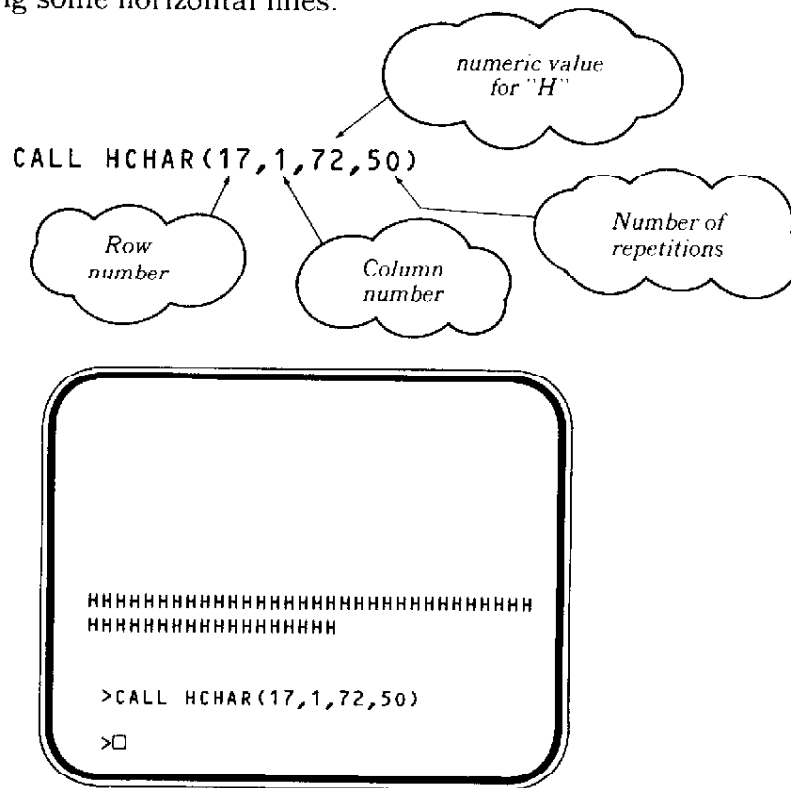 ng some horizontal lines.
numeric value
for "H"
CALL HCHAR(17,1,72,50)
Row
number
Column
number
Number of
repetitions
HHHHHHHHHHHHHHHHHHHHHHHHHHHHHHHH
HHHHHHHHHHHHHHHHHH
>CALL HCHAR(17,1,72,50)
>□